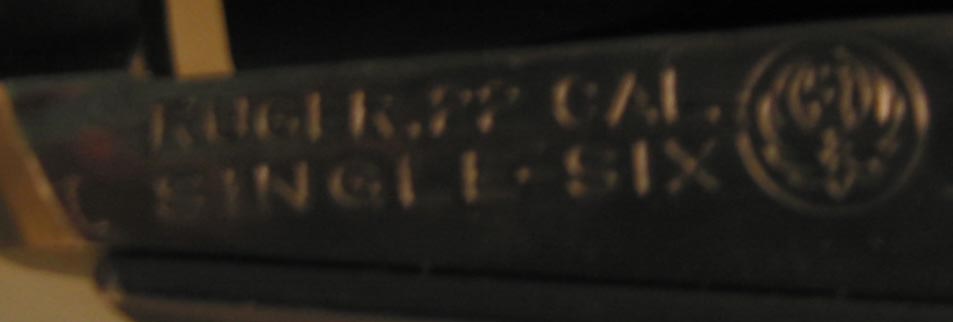 RUGER .22 CAL.
SINGLE-SIX